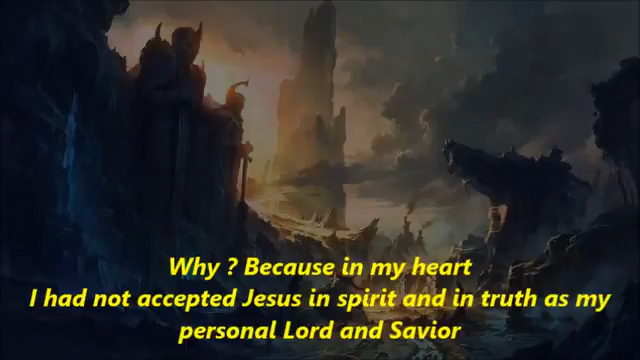 Why ? Because in my heart
I had not accepted Jesus in spirit and in truth as my
personal Lord and Savior